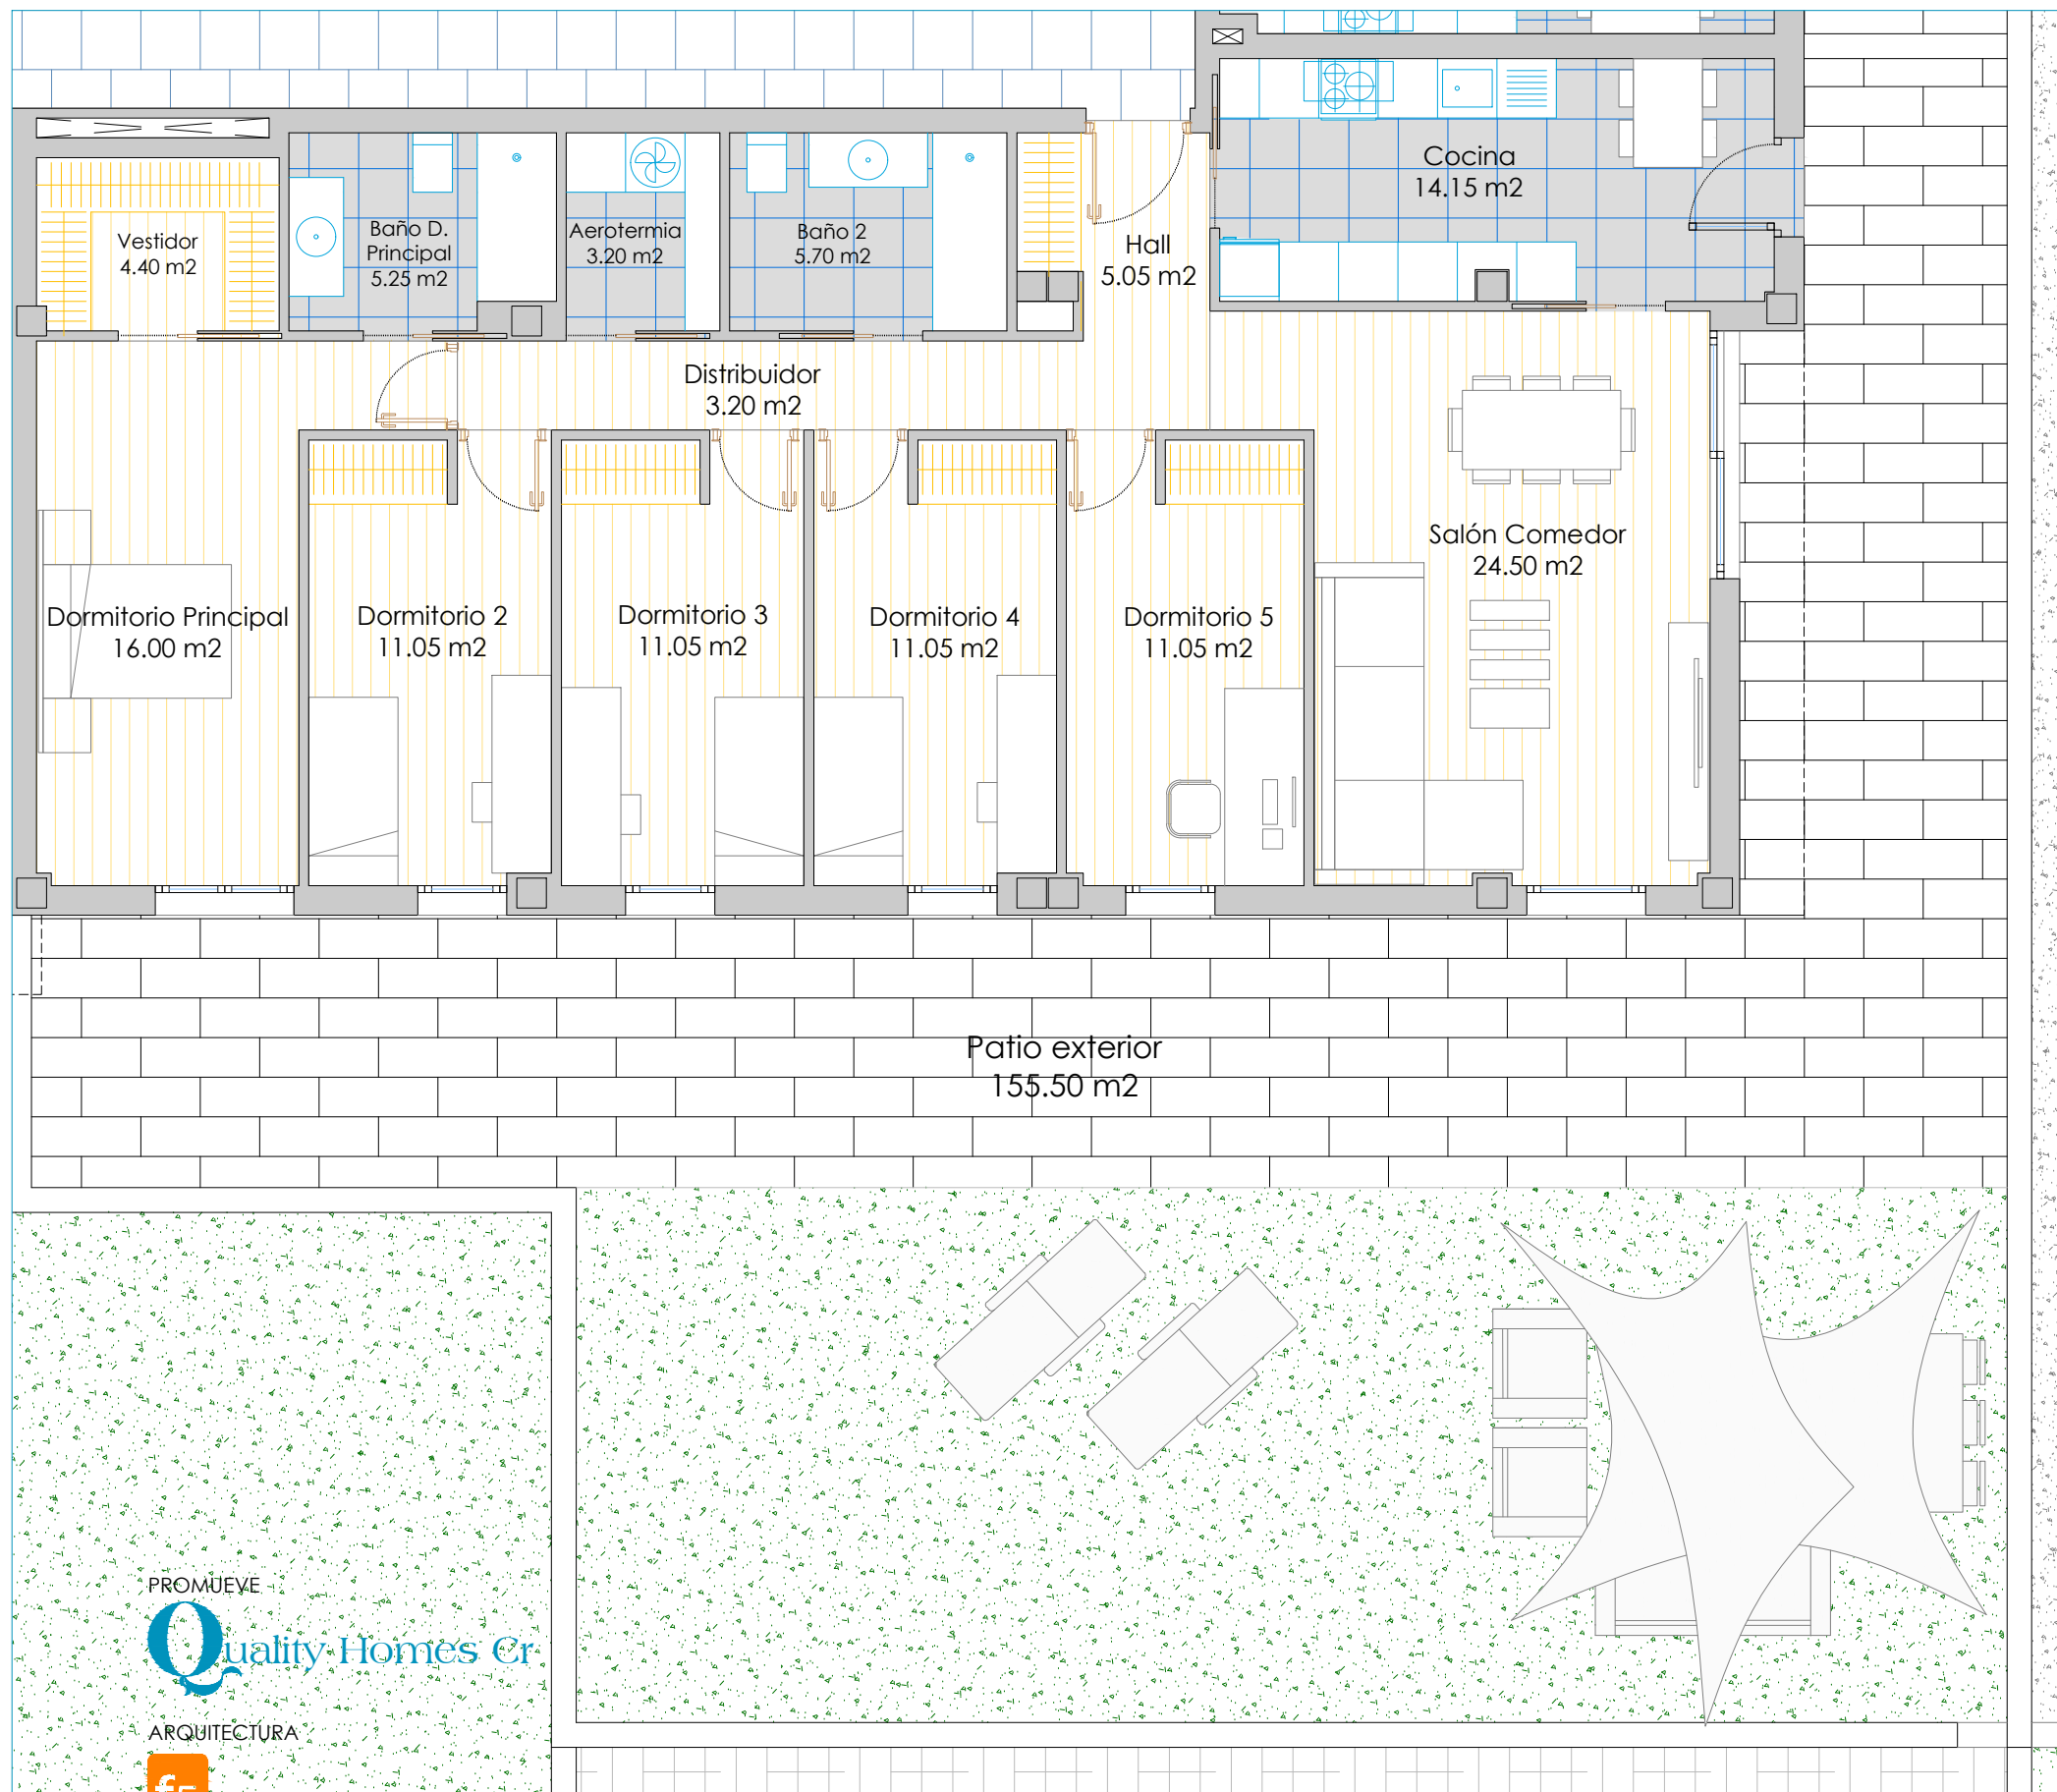 Cocina
14.15 m2
Vestidor
4.40 m2
Baño D.
Principal
5.25 m2
Aerotermia
3.20 m2
Baño 2
5.70 m2
Hall
5.05 m2
Distribuidor
3.20 m2
Salón Comedor
24.50 m2
Dormitorio Principal
16.00 m2
Dormitorio 2
11.05 m2
Dormitorio 3
11.05 m2
Dormitorio 4
11.05 m2
Dormitorio 5
11.05 m2
Patio exterior
155.50 m2
PROMUEVE
Quality Homes Cr
ARQUITECTURA